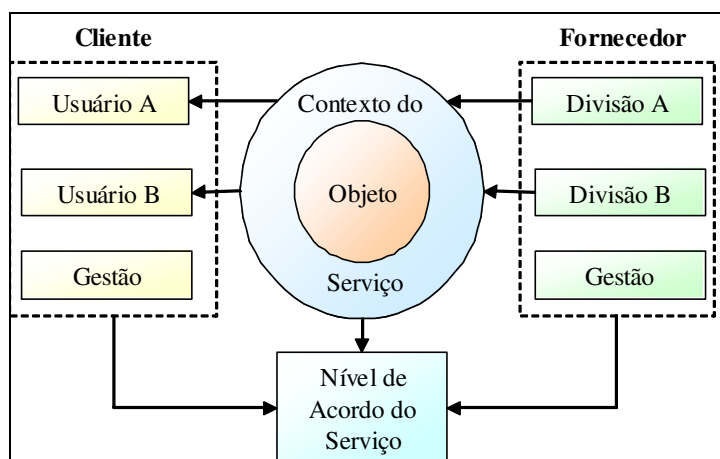 Cliente
Fornecedor
Usuário A
Contexto do
Divisão A
Usuário B
Objeto
Divisão B
Gestão
Serviço
Gestão
Nível de
Acordo do
Serviço